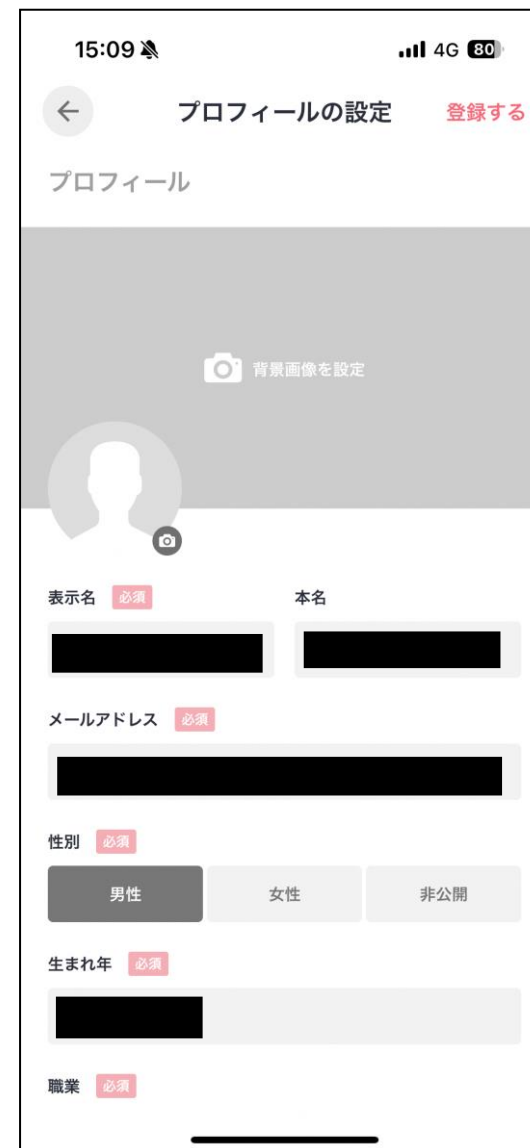 15:09 4G 80
プロフィールの設定 登録する
プロフィール
背景画像を設定
表示名 必須 本名
メールアドレス 必須
性別 必須
男性 女性 非公開
生まれ年 必須
職業 必須